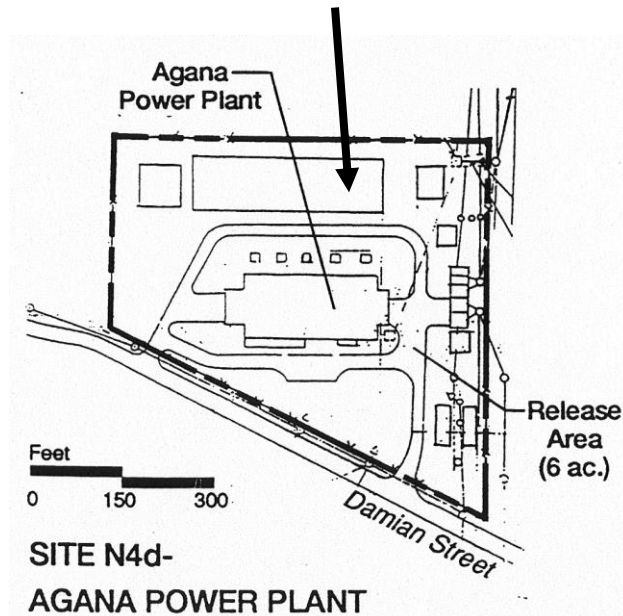 Agana
Power Plant
Release
Area
(6 ac.)
Feet
0 150 300
Damian Street
SITE N4d-
AGANA POWER PLANT